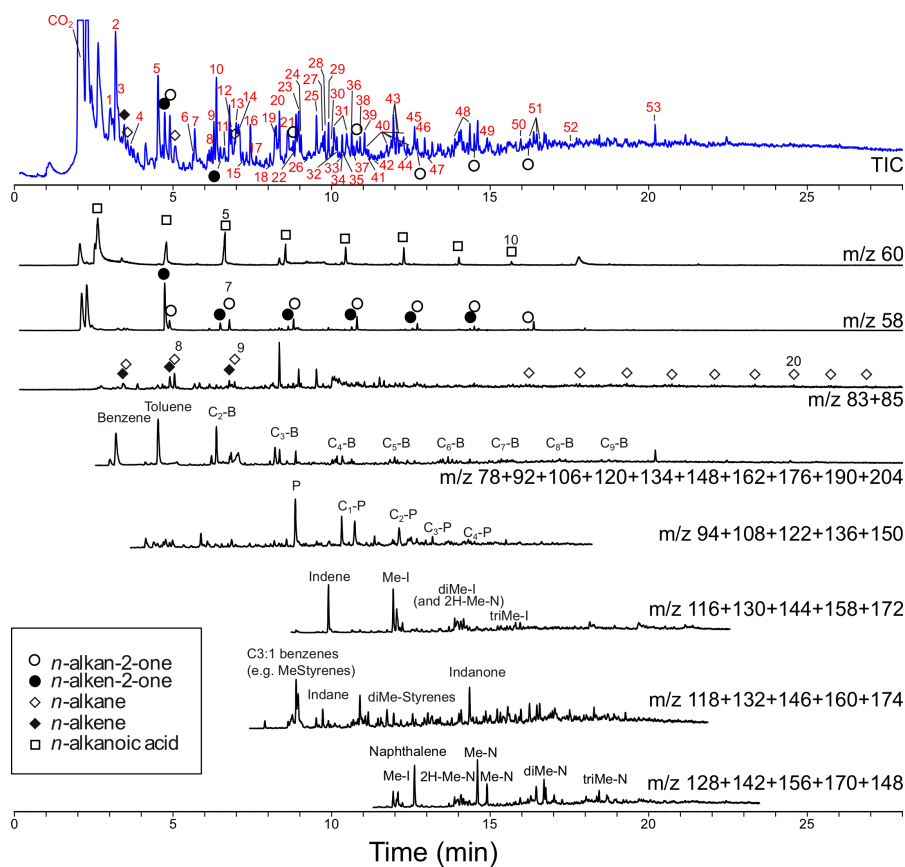 CO2 2
3 1 4 5 6 7 8 9 10 11 12 13 14 15 16 17 18 19 20 21 22 23 24 25 26 27 28 29 30 31 32 33 34 35 36 37 38 39 40 41 42 43 44 45 46 47 48 49 50 51 52 53
TIC
5 10
m/z 60
7
m/z 58
8 9 20
m/z 83+85
Benzene Toluene C2-B C3-B C4-B C5-B C6-B C7-B C8-B C9-B
m/z 78+92+106+120+134+148+162+176+190+204
P C1-P C2-P C3-P C4-P
m/z 94+108+122+136+150
Indene Me-I diMe-I
(and 2H-Me-N)
triMe-I
m/z 116+130+144+158+172
C3:1 benzenes
(e.g. MeStyrenes)
Indane diMe-Styrenes Indanone
m/z 118+132+146+160+174
Naphthalene Me-N
Me-I 2H-Me-N Me-N diMe-N triMe-N
m/z 128+142+156+170+148
n-alkan-2-one
n-alken-2-one
n-alkane
n-alkene
n-alkanoic acid
0 5 10 15 20 25
Time (min)